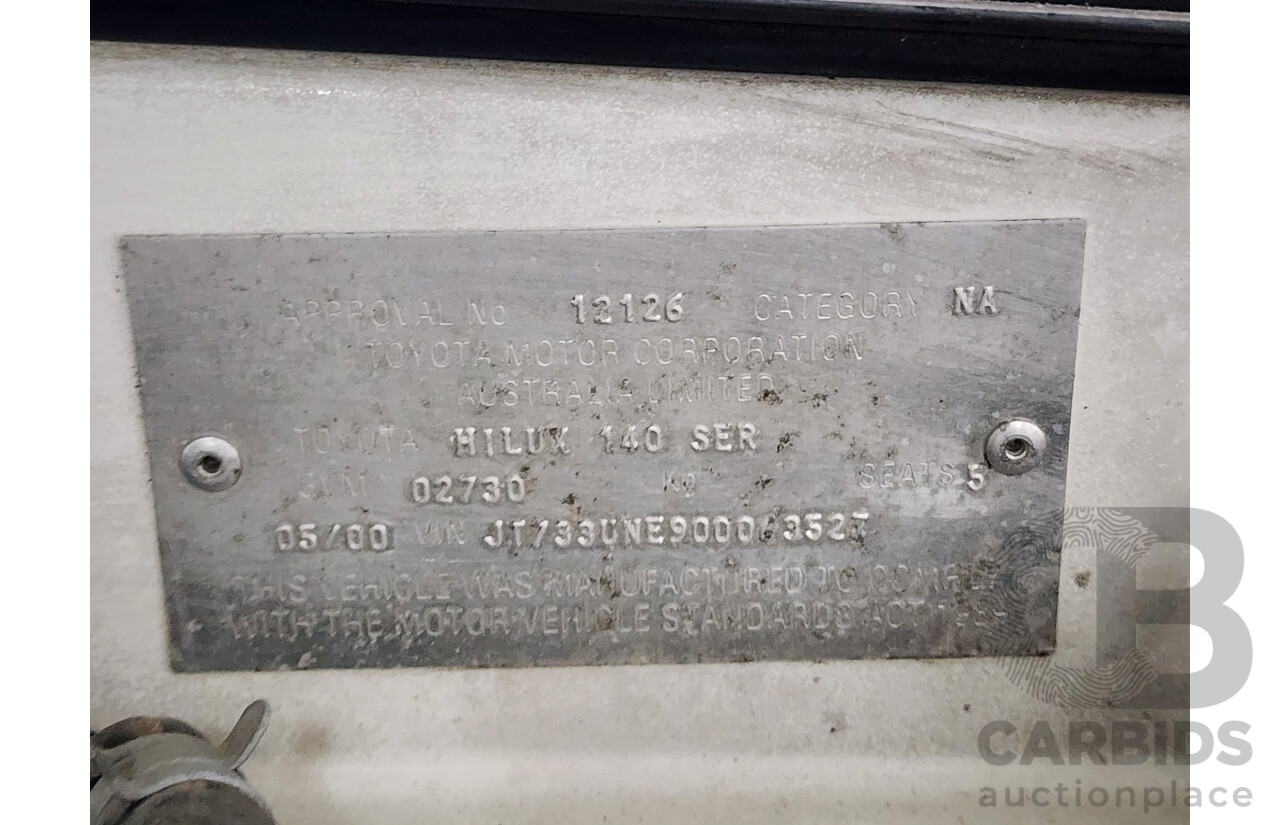 APPROVAL No 12126 CATEGORY NA
TOYOTA MOTOR CORPORATION
AUSTRALIA LIMITED
TOYOTA HILUX 140 SER
GVM 02730 Kg SEATS 5
05/00 VIN
THIS VEHICLE WAS MANUFACTURED TO COMPLY
WITH THE MOTOR VEHICLE STANDARDS ACT
CARBIDS
auctionplace